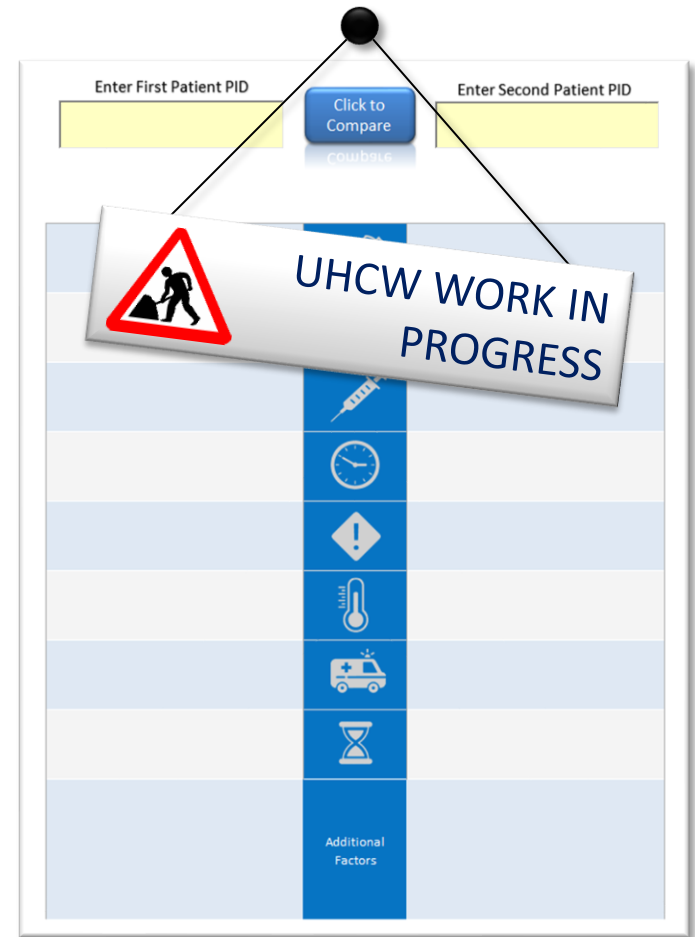 Enter First Patient PID
Click to
Compare
Enter Second Patient PID
UHCW WORK IN
PROGRESS
Additional
Factors